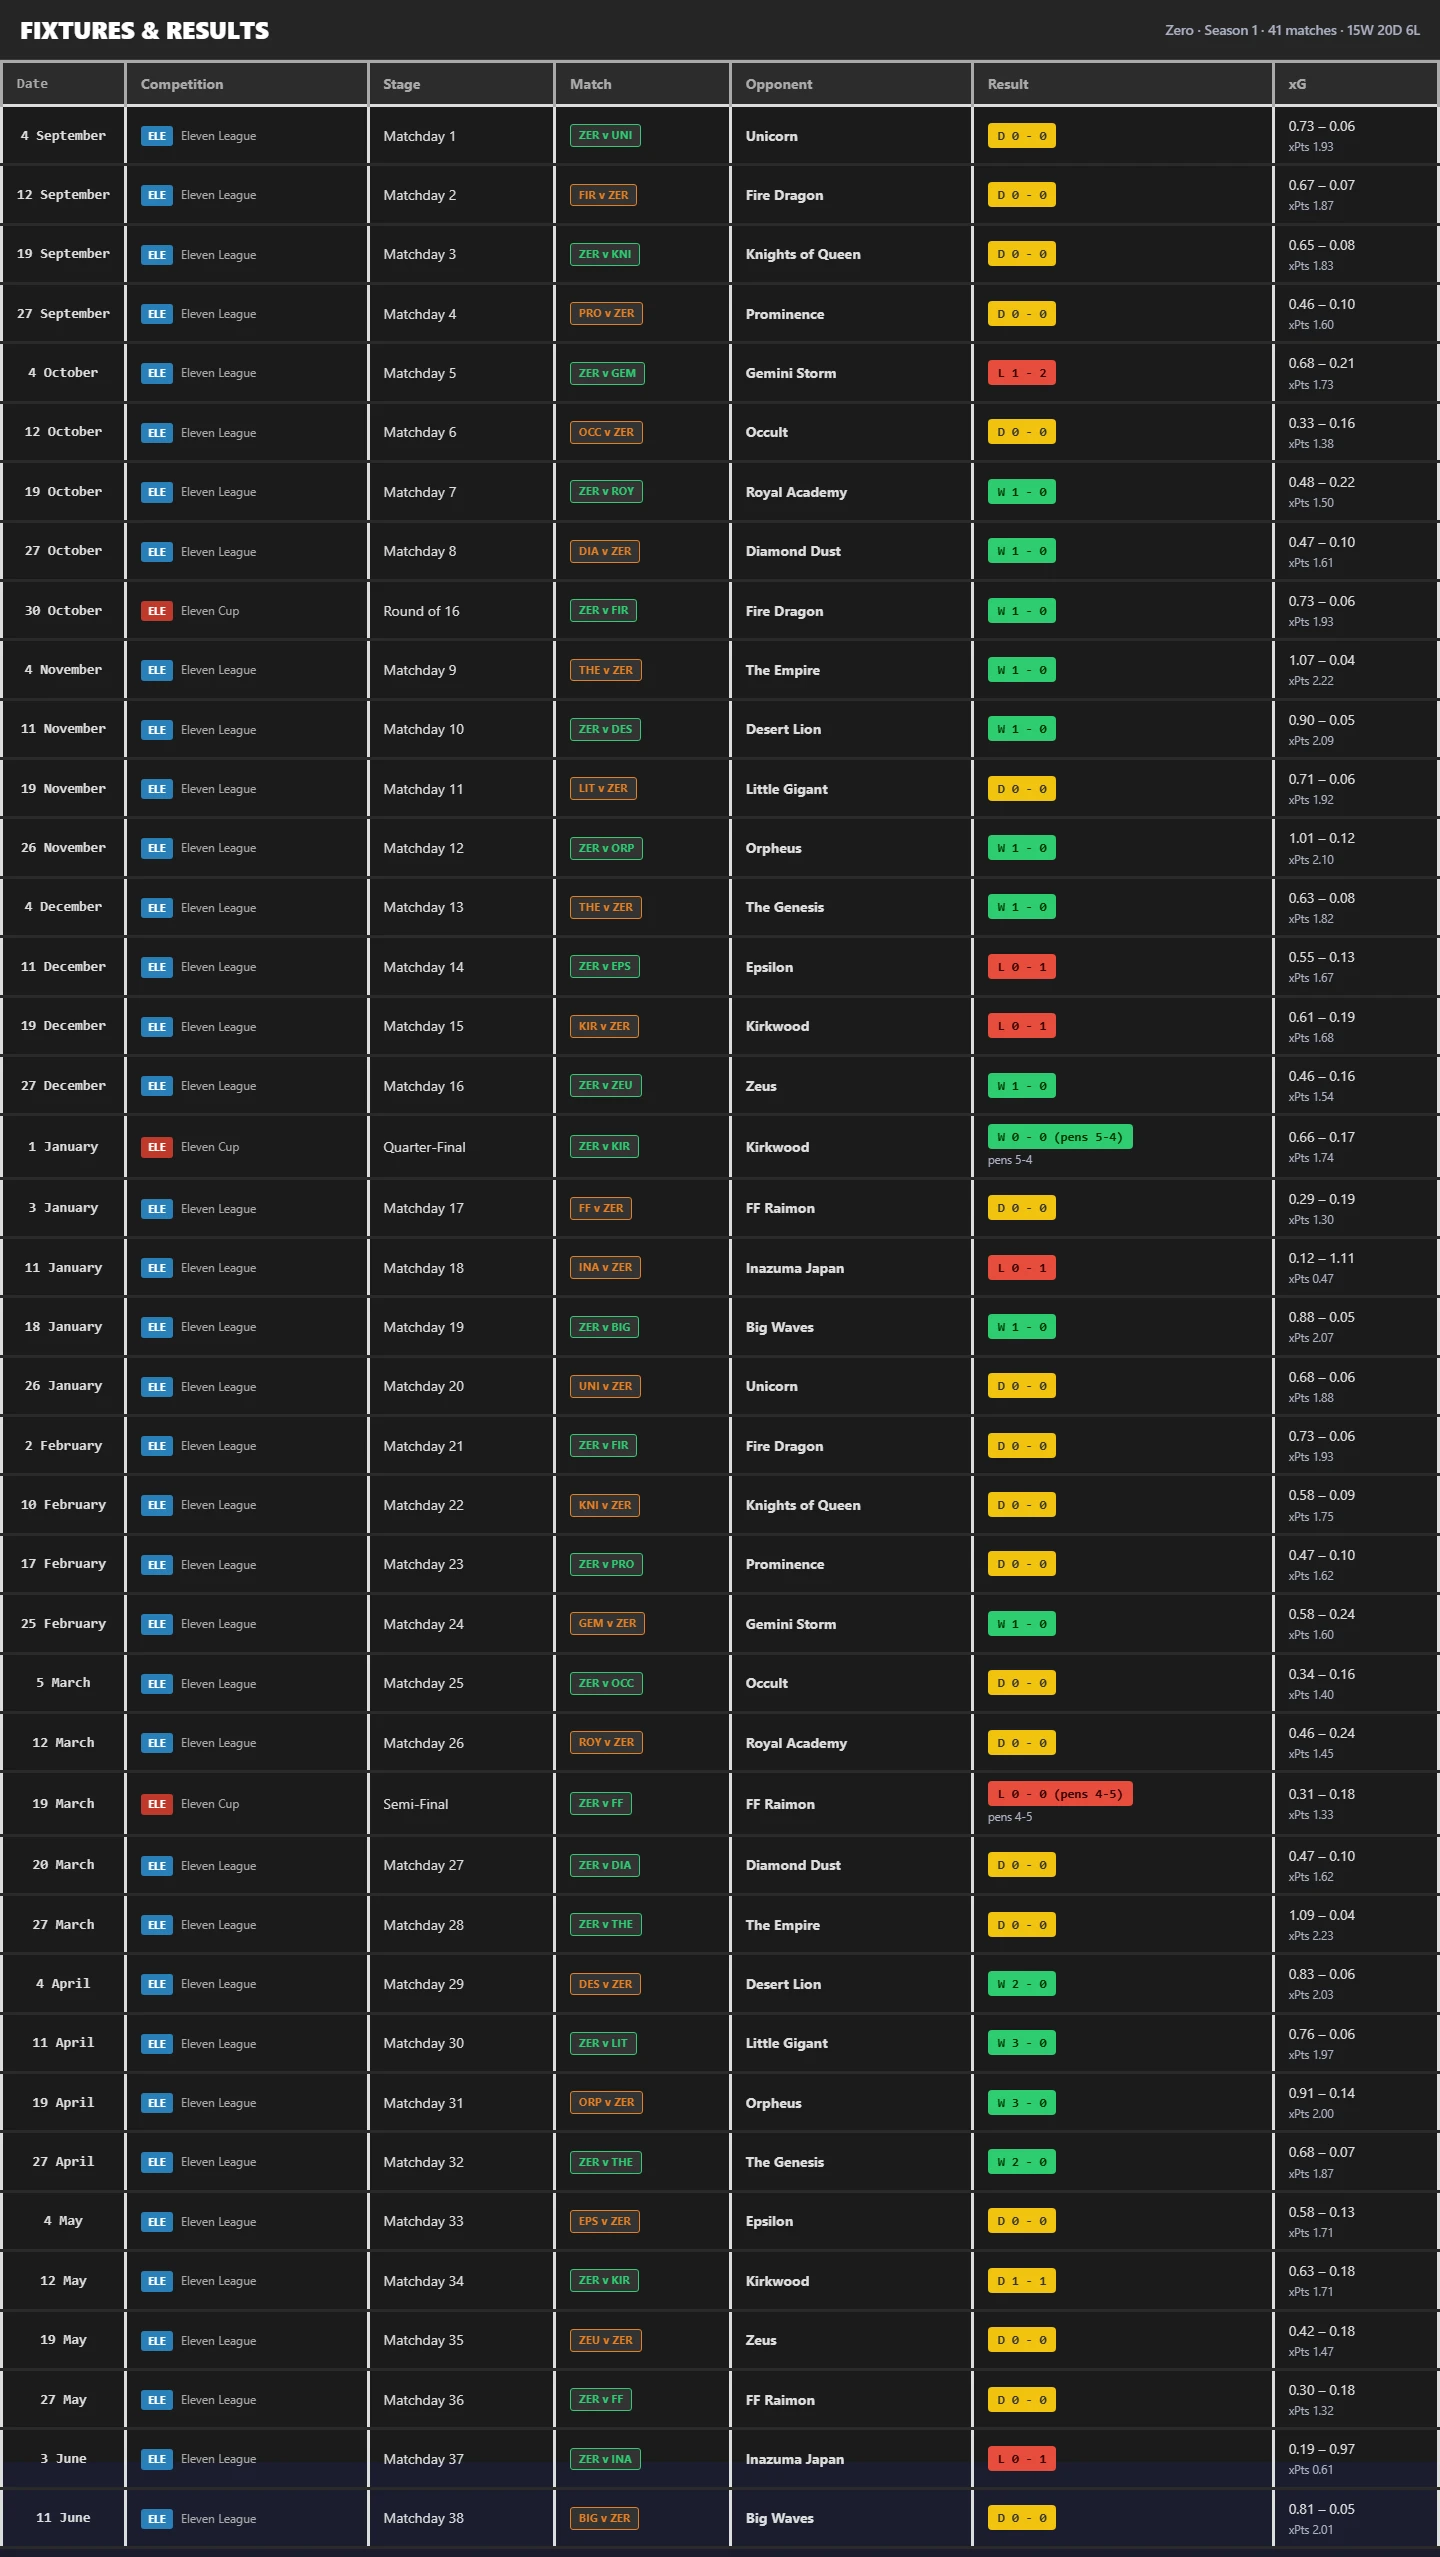 FIXTURES & RESULTS
Zero · Season 1 · 41 matches · 15W 20D 6L
Date Competition Stage Match Opponent Result xG
4 September ELE Eleven League Matchday 1 ZER v UNI Unicorn D 0 - 0 0.73 – 0.06
xPts 1.93
12 September ELE Eleven League Matchday 2 FIR v ZER Fire Dragon D 0 - 0 0.67 – 0.07
xPts 1.87
19 September ELE Eleven League Matchday 3 ZER v KNI Knights of Queen D 0 - 0 0.65 – 0.08
xPts 1.83
27 September ELE Eleven League Matchday 4 PRO v ZER Prominence D 0 - 0 0.46 – 0.10
xPts 1.60
4 October ELE Eleven League Matchday 5 ZER v GEM Gemini Storm L 1 - 2 0.68 – 0.21
xPts 1.73
12 October ELE Eleven League Matchday 6 OCC v ZER Occult D 0 - 0 0.33 – 0.16
xPts 1.38
19 October ELE Eleven League Matchday 7 ZER v ROY Royal Academy W 1 - 0 0.48 – 0.22
xPts 1.50
27 October ELE Eleven League Matchday 8 DIA v ZER Diamond Dust W 1 - 0 0.47 – 0.10
xPts 1.61
30 October ELE Eleven Cup Round of 16 ZER v FIR Fire Dragon W 1 - 0 0.73 – 0.06
xPts 1.93
4 November ELE Eleven League Matchday 9 THE v ZER The Empire W 1 - 0 1.07 – 0.04
xPts 2.22
11 November ELE Eleven League Matchday 10 ZER v DES Desert Lion W 1 - 0 0.90 – 0.05
xPts 2.09
19 November ELE Eleven League Matchday 11 LIT v ZER Little Gigant D 0 - 0 0.71 – 0.06
xPts 1.92
26 November ELE Eleven League Matchday 12 ZER v ORP Orpheus W 1 - 0 1.01 – 0.12
xPts 2.10
4 December ELE Eleven League Matchday 13 THE v ZER The Genesis W 1 - 0 0.63 – 0.08
xPts 1.82
11 December ELE Eleven League Matchday 14 ZER v EPS Epsilon L 0 - 1 0.55 – 0.13
xPts 1.67
19 December ELE Eleven League Matchday 15 KIR v ZER Kirkwood L 0 - 1 0.61 – 0.19
xPts 1.68
27 December ELE Eleven League Matchday 16 ZER v ZEU Zeus W 1 - 0 0.46 – 0.16
xPts 1.54
1 January ELE Eleven Cup Quarter-Final ZER v KIR Kirkwood W 0 - 0 (pens 5-4) 0.66 – 0.17
pens 5-4 xPts 1.74
3 January ELE Eleven League Matchday 17 FF v ZER FF Raimon D 0 - 0 0.29 – 0.19
xPts 1.30
11 January ELE Eleven League Matchday 18 INA v ZER Inazuma Japan L 0 - 1 0.12 – 1.11
xPts 0.47
18 January ELE Eleven League Matchday 19 ZER v BIG Big Waves W 1 - 0 0.88 – 0.05
xPts 2.07
26 January ELE Eleven League Matchday 20 UNI v ZER Unicorn D 0 - 0 0.68 – 0.06
xPts 1.88
2 February ELE Eleven League Matchday 21 ZER v FIR Fire Dragon D 0 - 0 0.73 – 0.06
xPts 1.93
10 February ELE Eleven League Matchday 22 KNI v ZER Knights of Queen D 0 - 0 0.58 – 0.09
xPts 1.75
17 February ELE Eleven League Matchday 23 ZER v PRO Prominence D 0 - 0 0.47 – 0.10
xPts 1.62
25 February ELE Eleven League Matchday 24 GEM v ZER Gemini Storm W 1 - 0 0.58 – 0.24
xPts 1.60
5 March ELE Eleven League Matchday 25 ZER v OCC Occult D 0 - 0 0.34 – 0.16
xPts 1.40
12 March ELE Eleven League Matchday 26 ROY v ZER Royal Academy D 0 - 0 0.46 – 0.24
xPts 1.45
19 March ELE Eleven Cup Semi-Final ZER v FF FF Raimon L 0 - 0 (pens 4-5) 0.31 – 0.18
pens 4-5 xPts 1.33
20 March ELE Eleven League Matchday 27 ZER v DIA Diamond Dust D 0 - 0 0.47 – 0.10
xPts 1.62
27 March ELE Eleven League Matchday 28 ZER v THE The Empire D 0 - 0 1.09 – 0.04
xPts 2.23
4 April ELE Eleven League Matchday 29 DES v ZER Desert Lion W 2 - 0 0.83 – 0.06
xPts 2.03
11 April ELE Eleven League Matchday 30 ZER v LIT Little Gigant W 3 - 0 0.76 – 0.06
xPts 1.97
19 April ELE Eleven League Matchday 31 ORP v ZER Orpheus W 3 - 0 0.91 – 0.14
xPts 2.00
27 April ELE Eleven League Matchday 32 ZER v THE The Genesis W 2 - 0 0.68 – 0.07
xPts 1.87
4 May ELE Eleven League Matchday 33 EPS v ZER Epsilon D 0 - 0 0.58 – 0.13
xPts 1.71
12 May ELE Eleven League Matchday 34 ZER v KIR Kirkwood D 1 - 1 0.63 – 0.18
xPts 1.71
19 May ELE Eleven League Matchday 35 ZEU v ZER Zeus D 0 - 0 0.42 – 0.18
xPts 1.47
27 May ELE Eleven League Matchday 36 ZER v FF FF Raimon D 0 - 0 0.30 – 0.18
xPts 1.32
3 June ELE Eleven League Matchday 37 ZER v INA Inazuma Japan L 0 - 1 0.19 – 0.97
xPts 0.61
11 June ELE Eleven League Matchday 38 BIG v ZER Big Waves D 0 - 0 0.81 – 0.05
xPts 2.01